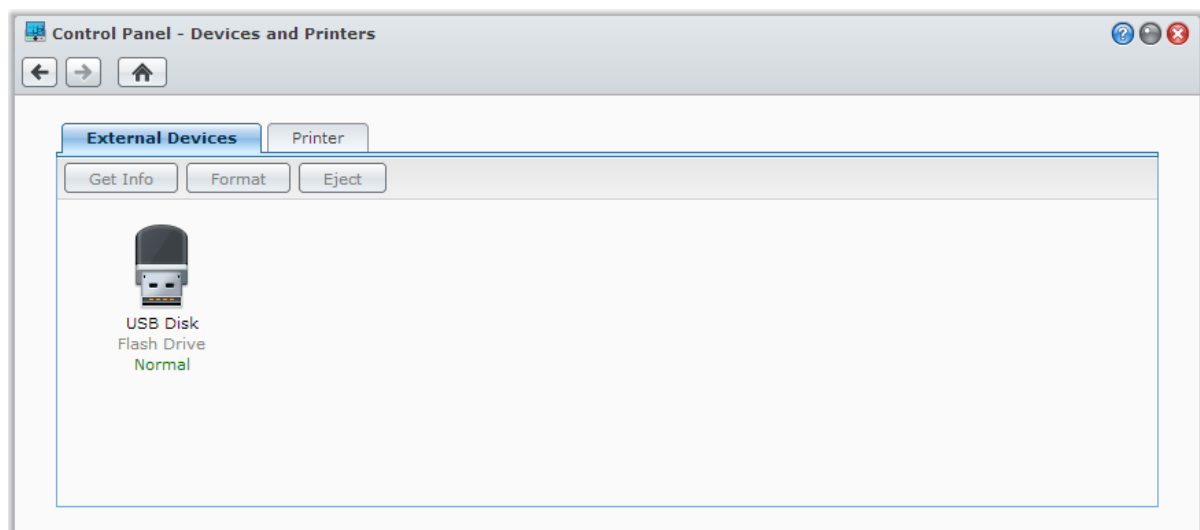 Control Panel - Devices and Printers
External Devices Printer
Get Info Format Eject
USB Disk
Flash Drive
Normal